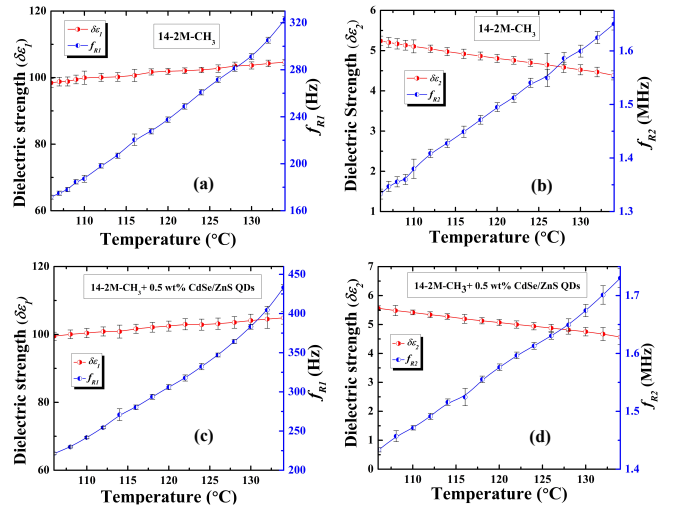 120
100
80
60
110
115
120
125
130
Temperature (°C)
Dielectric strength (δε1)
320
280
240
200
160
fR1 (Hz)
14-2M-CH3
δε1
fR1
(a)
6
5
4
3
2
1
110
115
120
125
130
Temperature (°C)
Dielectric Strength (δε2)
1.6
1.5
1.4
1.3
fR2 (MHz)
14-2M-CH3
δε2
fR2
(b)
120
100
80
60
110
115
120
125
130
Temperature (°C)
Dielectric strength (δε1)
450
400
350
300
250
200
fR1 (Hz)
14-2M-CH3+ 0.5 wt% CdSe/ZnS QDs
δε1
fR1
(c)
7
6
5
4
3
2
1
0
110
115
120
125
130
Temperature (°C)
Dielectric strength (δε2)
1.7
1.6
1.5
1.4
fR2 (MHz)
14-2M-CH3+ 0.5 wt% CdSe/ZnS QDs
δε2
fR2
(d)